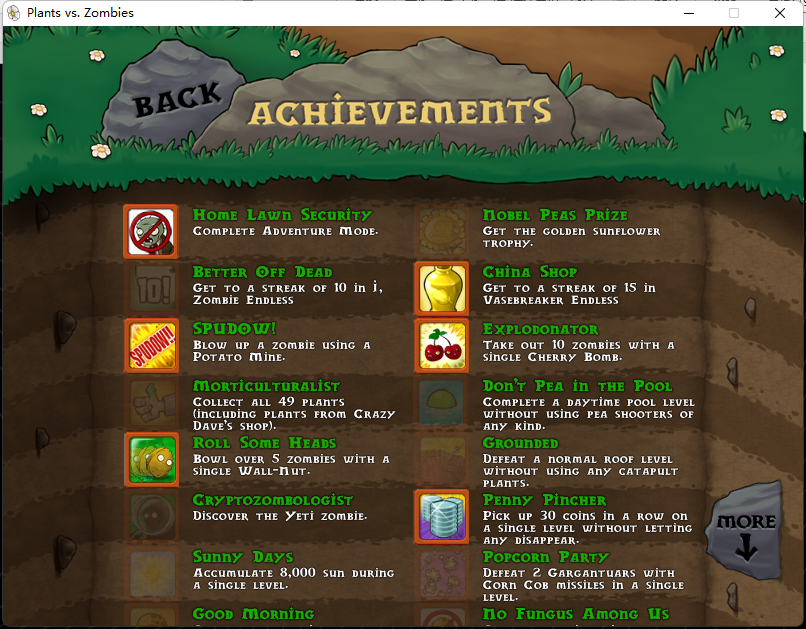 Plants vs. Zombies
BACK
ACHIEVEMENTS
Home Lawn Security
Complete Adventure Mode.
Nobel Peas Prize
Get the golden sunflower
trophy.
Better Off Dead
Get to a streak of 10 in I,
Zombie Endless
10!
China Shop
Get to a streak of 15 in
Vasebreaker Endless
SPUDOW!
SPUDOW!
Blow up a zombie using a
Potato Mine.
Explodonator
Take out 10 zombies with a
single Cherry Bomb.
Morticulturalist
Collect all 49 plants
(including plants from Crazy
Dave's shop).
Don't Pea in the Pool
Complete a daytime pool level
without using pea shooters of
any kind.
Roll Some Heads
Bowl over 5 zombies with a
single Wall-Nut.
Grounded
Defeat a normal roof level
without using any catapult
plants.
Cryptozombologist
Discover the Yeti zombie.
Penny Pincher
Pick up 30 coins in a row on
a single level without letting
any disappear.
MORE
Sunny Days
Accumulate 8,000 sun during
a single level.
Popcorn Party
Defeat 2 Gargantuars with
Corn Cob missiles in a single
level.
Good Morning
No Fungus Among Us